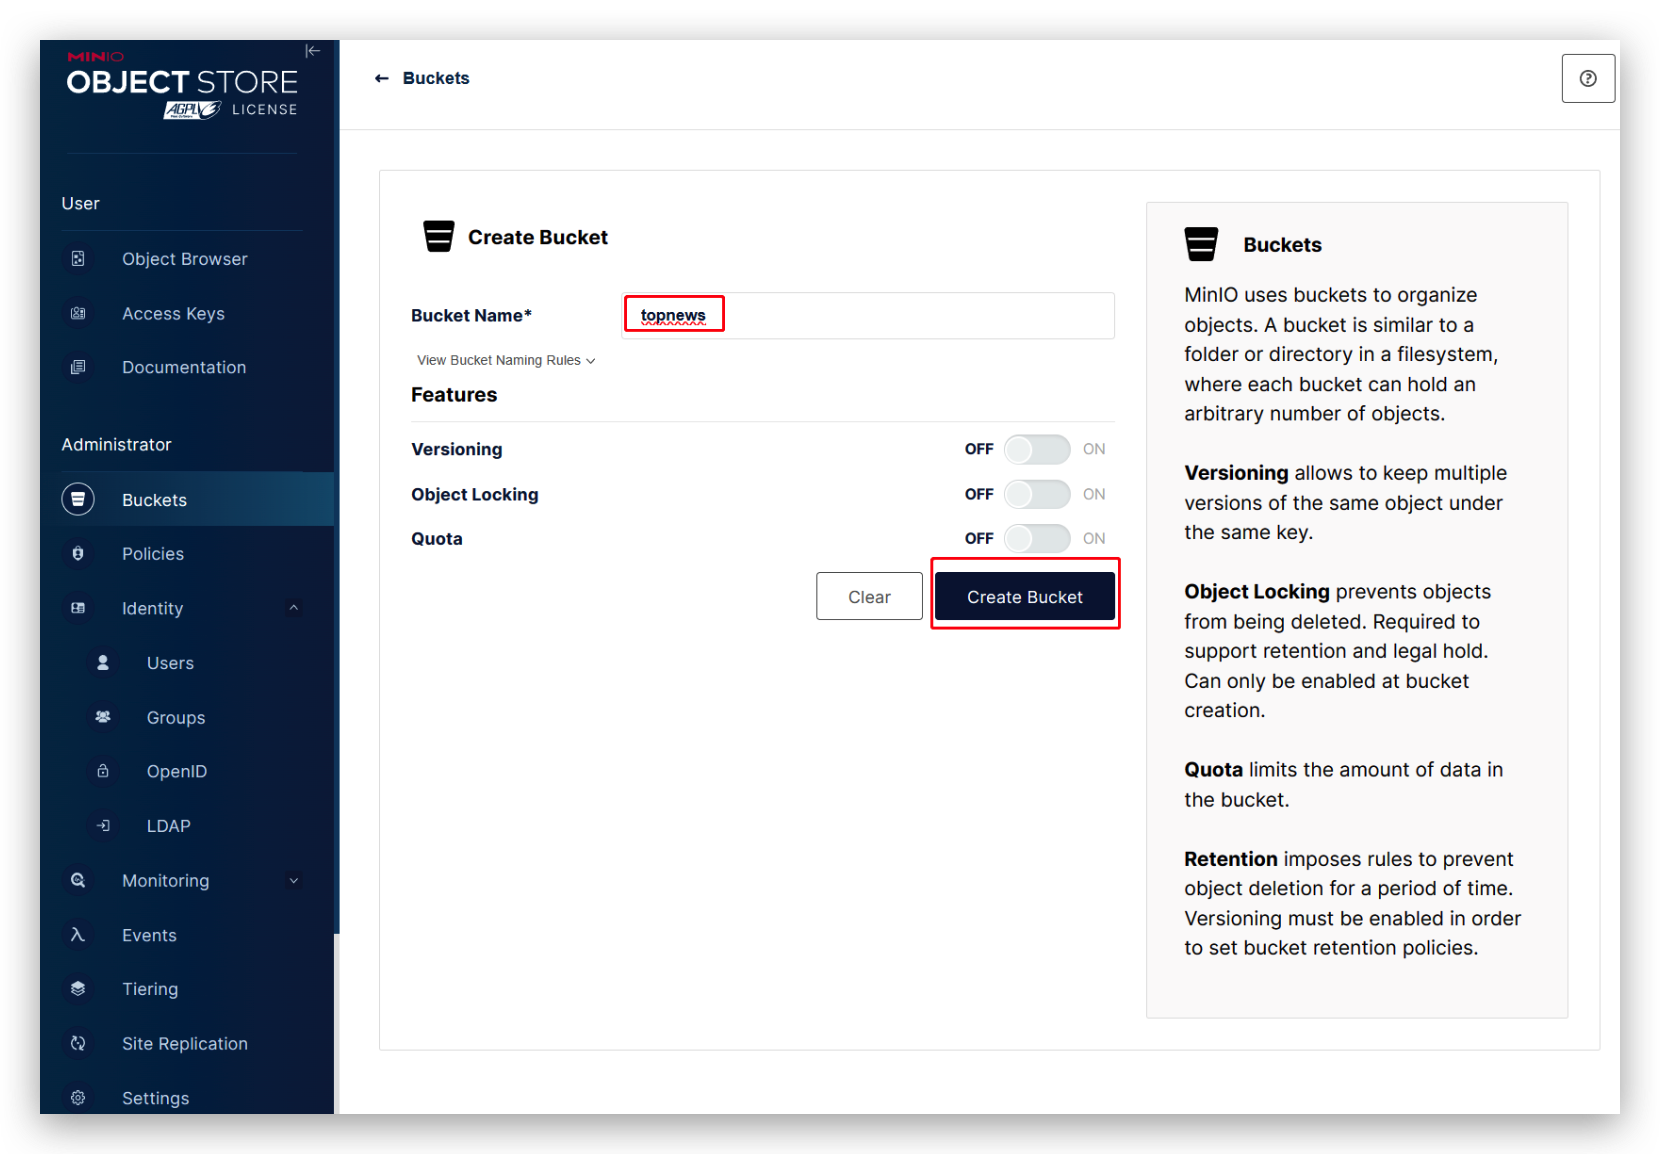 MINIO
OBJECT STORE
AGPL v3 LICENSE
User
Object Browser
Access Keys
Documentation
Administrator
Buckets
Policies
Identity
Users
Groups
OpenID
LDAP
Monitoring
Events
Tiering
Site Replication
Settings
← Buckets
Create Bucket
Bucket Name*
topnews
View Bucket Naming Rules
Features
Versioning OFF ON
Object Locking OFF ON
Quota OFF ON
Clear Create Bucket
Buckets
MinIO uses buckets to organize
objects. A bucket is similar to a
folder or directory in a filesystem,
where each bucket can hold an
arbitrary number of objects.
Versioning allows to keep multiple
versions of the same object under
the same key.
Object Locking prevents objects
from being deleted. Required to
support retention and legal hold.
Can only be enabled at bucket
creation.
Quota limits the amount of data in
the bucket.
Retention imposes rules to prevent
object deletion for a period of time.
Versioning must be enabled in order
to set bucket retention policies.